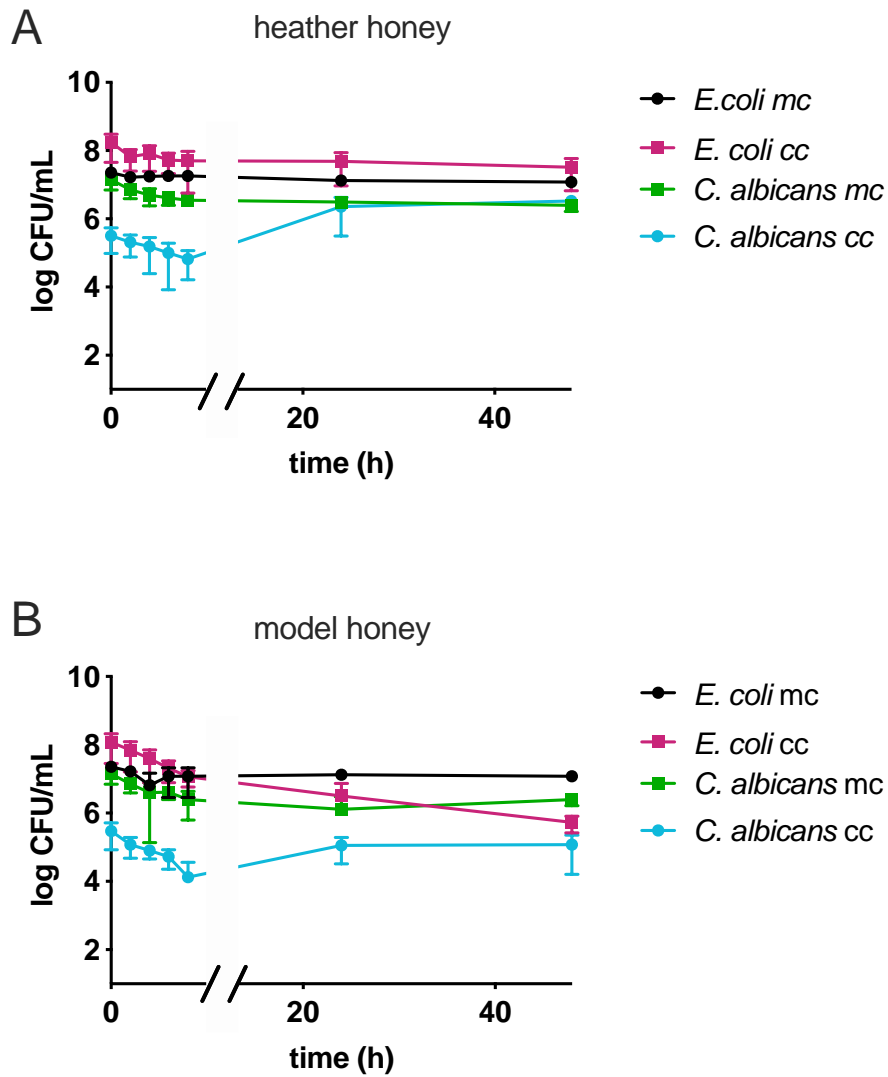 A
heather honey
log CFU/mL
10
8
6
4
2
0
20
40
time (h)
E.coli mc
E. coli cc
C. albicans mc
C. albicans cc
B
model honey
log CFU/mL
10
8
6
4
2
0
20
40
time (h)
E. coli mc
E. coli cc
C. albicans mc
C. albicans cc